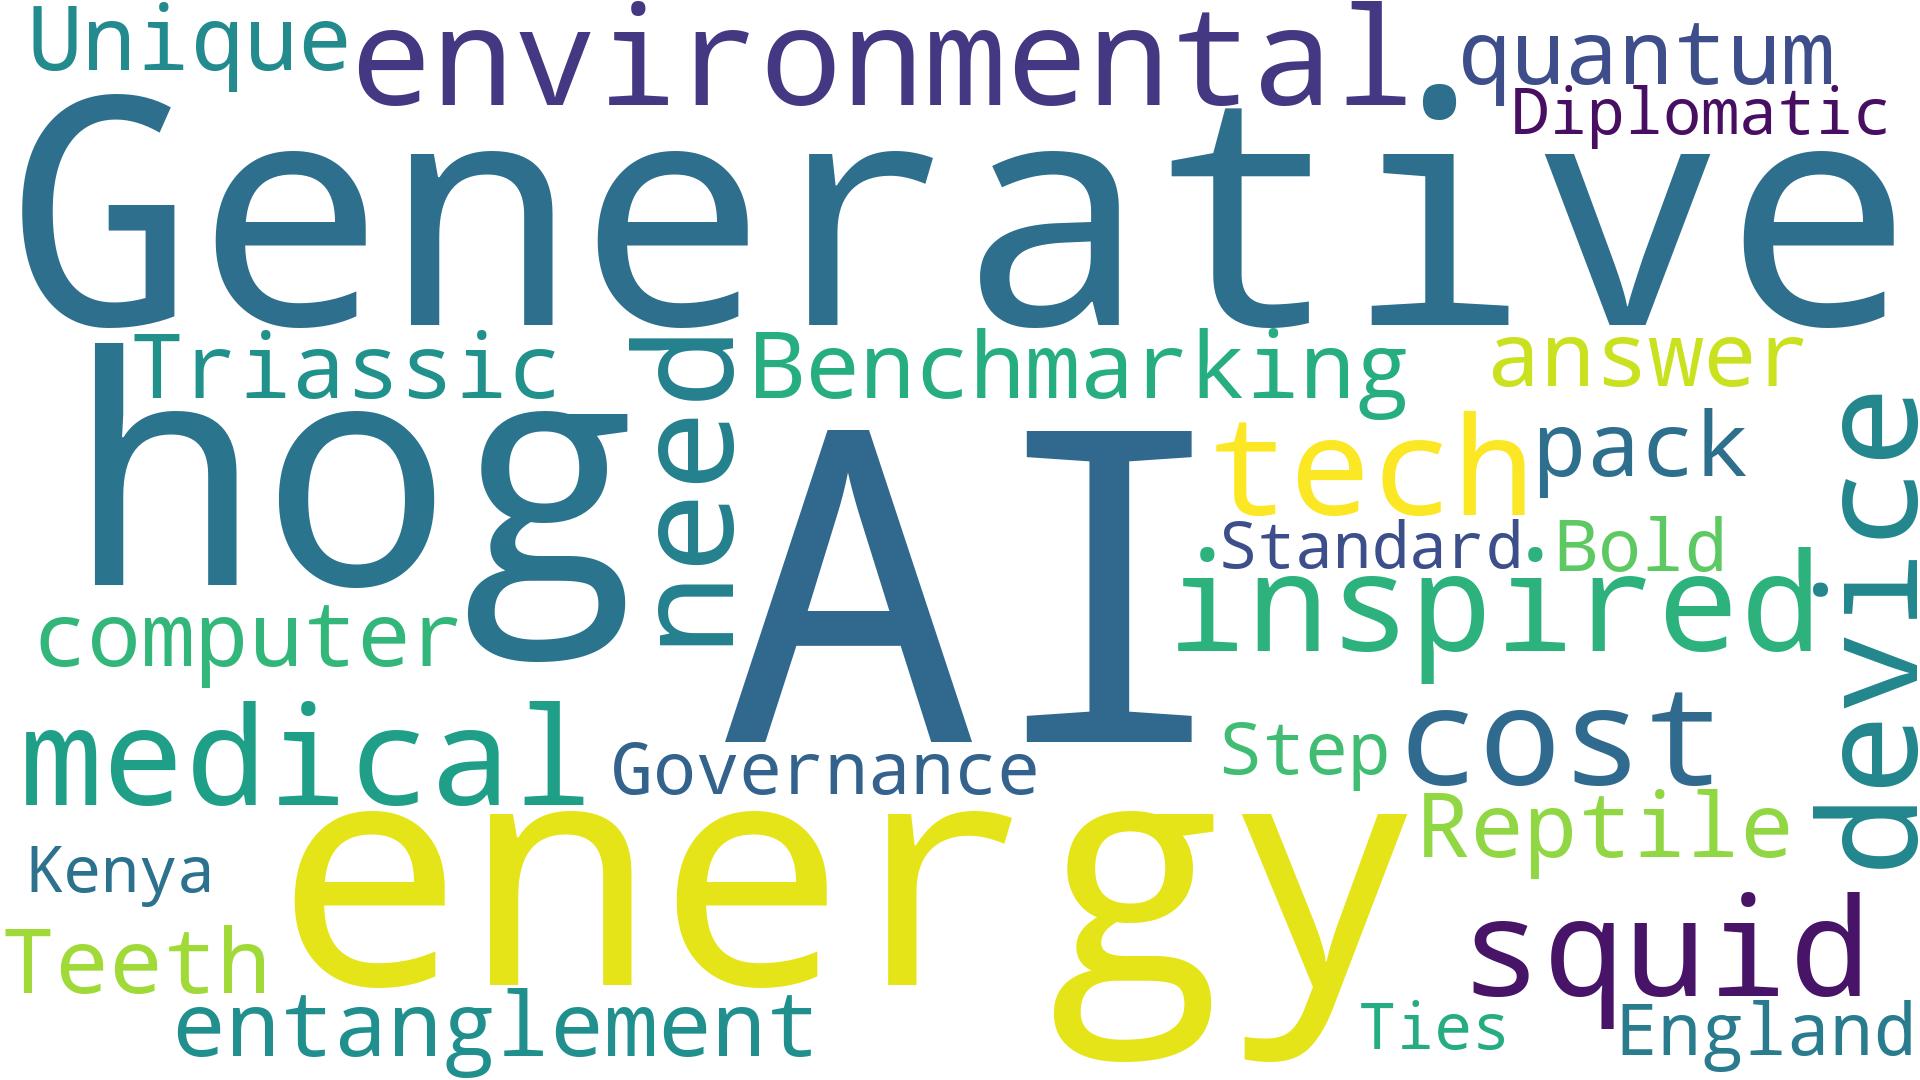 Unique
environmental
quantum
Diplomatic
Generative
Triassic
need
Benchmarking
answer
hog
AI
tech
pack
device
Standard
Bold
inspired
computer
medical
Governance
Step
cost
energy
Reptile
Kenya
Teeth
squid
entanglement
Ties
England